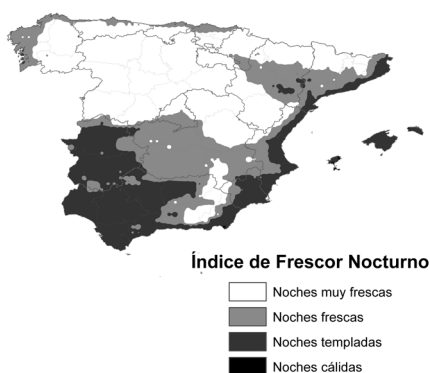 Índice de Frescor Nocturno
Noches muy frescas
Noches frescas
Noches templadas
Noches cálidas